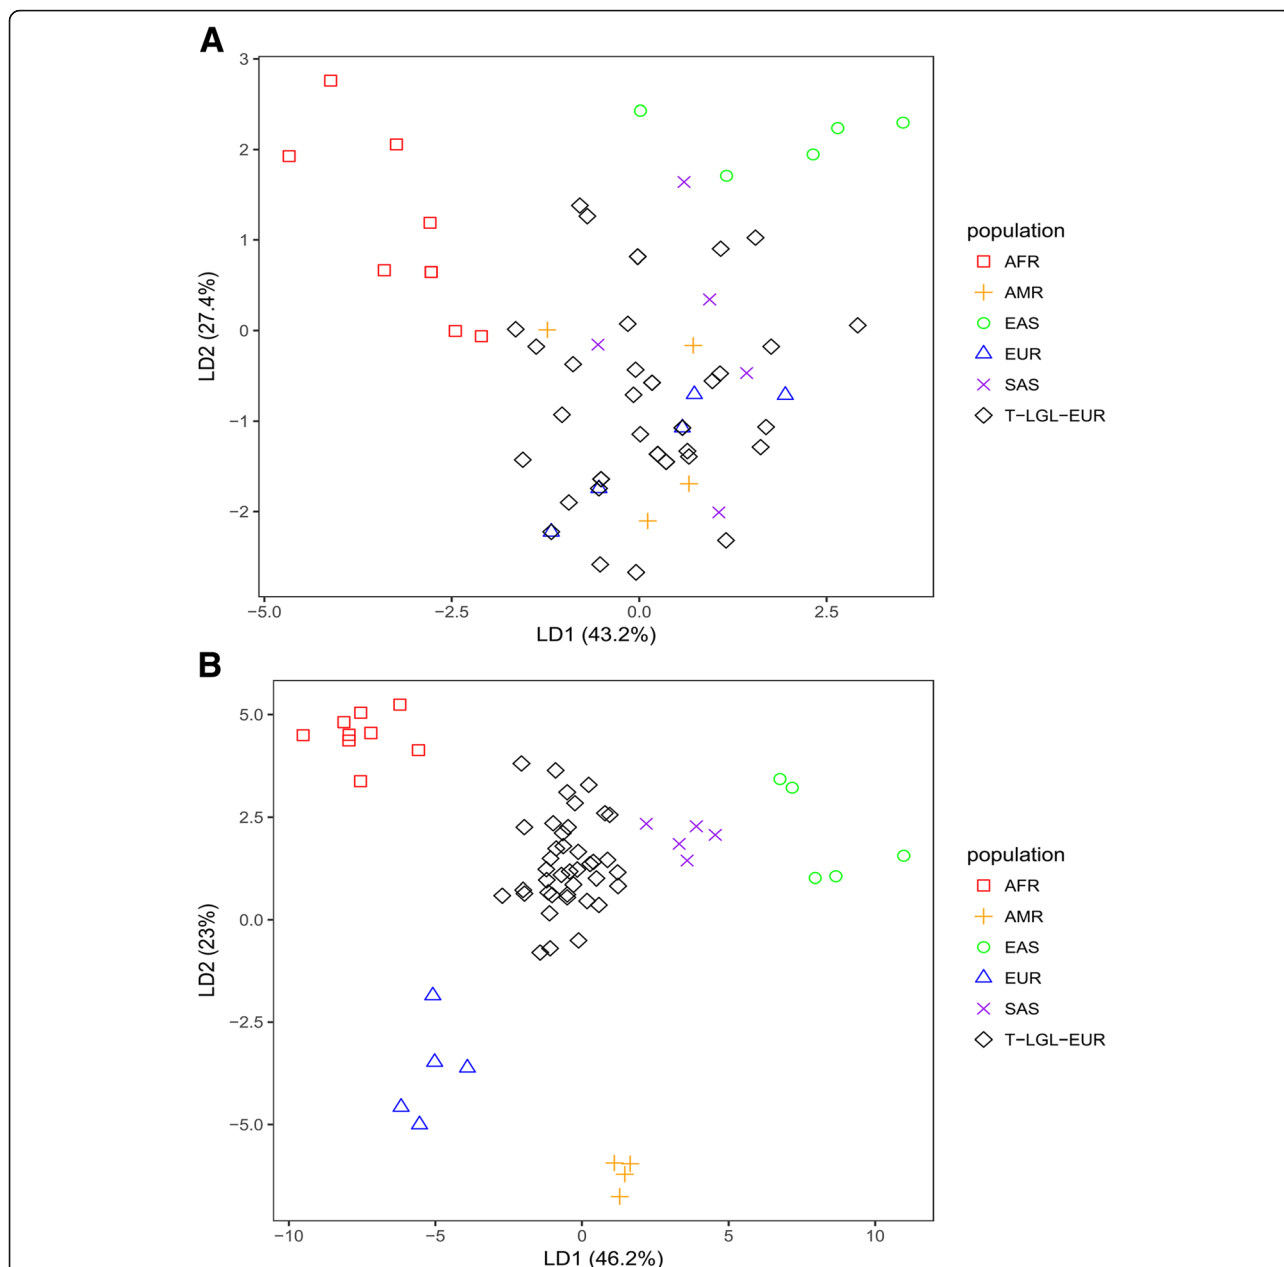 A
3
2
1
0
−1
−2
LD2 (27.4%)
−5.0
−2.5
0.0
2.5
LD1 (43.2%)
population
AFR
AMR
EAS
EUR
SAS
T−LGL−EUR
B
5.0
2.5
0.0
−2.5
−5.0
LD2 (23%)
−10
−5
0
5
10
LD1 (46.2%)
population
AFR
AMR
EAS
EUR
SAS
T−LGL−EUR